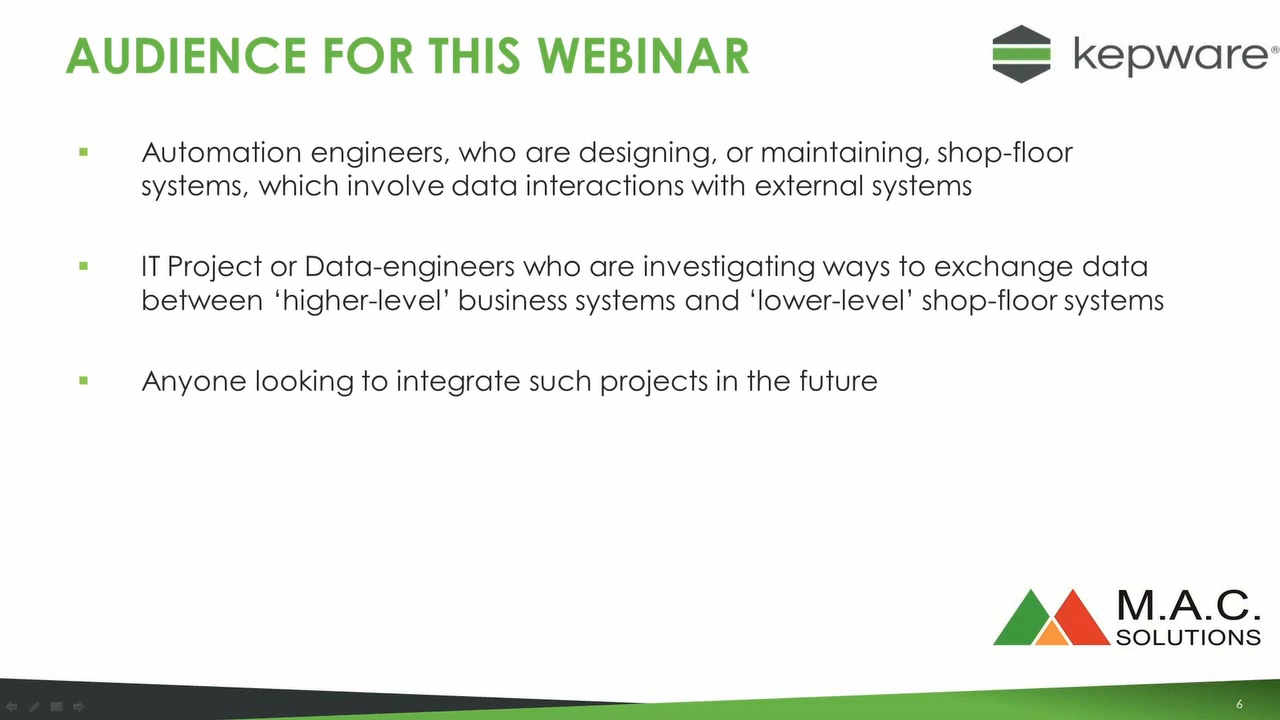 AUDIENCE FOR THIS WEBINAR
kepware®
▪ Automation engineers, who are designing, or maintaining, shop-floor
systems, which involve data interactions with external systems
▪ IT Project or Data-engineers who are investigating ways to exchange data
between ‘higher-level’ business systems and ‘lower-level’ shop-floor systems
▪ Anyone looking to integrate such projects in the future
M.A.C.
SOLUTIONS
6